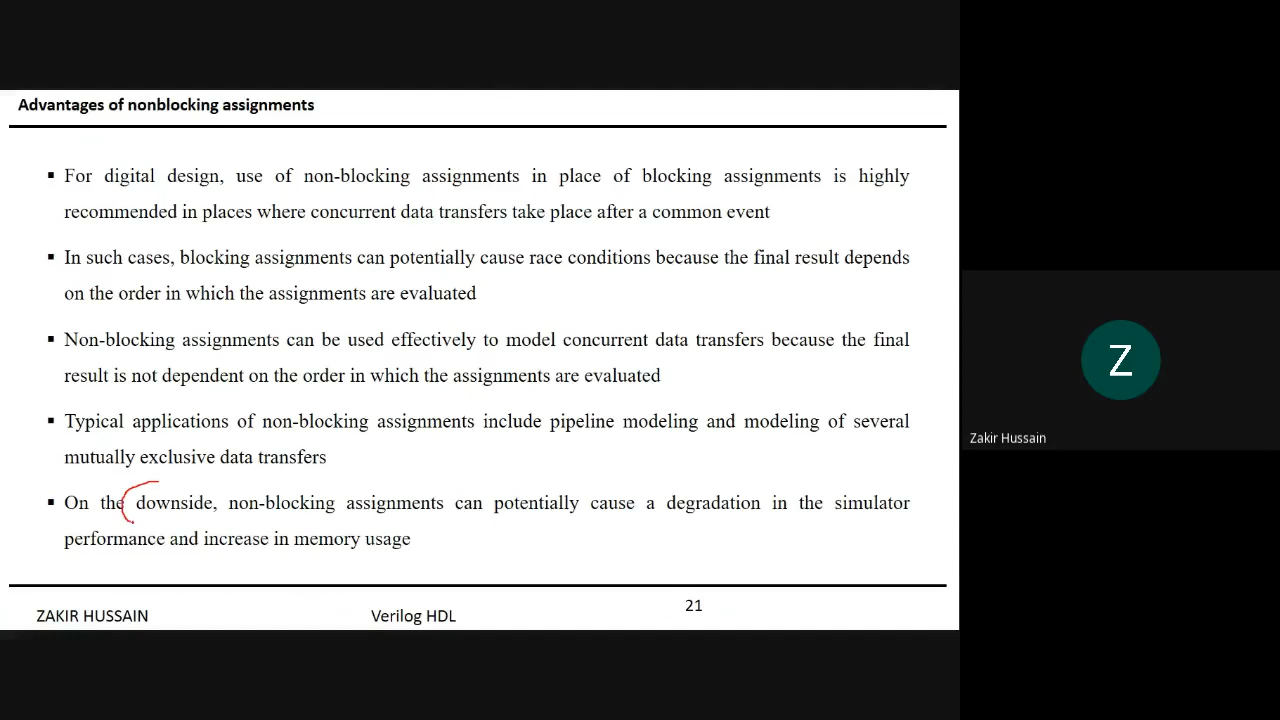 Advantages of nonblocking assignments
▪ For digital design, use of non-blocking assignments in place of blocking assignments is highly
recommended in places where concurrent data transfers take place after a common event
▪ In such cases, blocking assignments can potentially cause race conditions because the final result depends
on the order in which the assignments are evaluated
▪ Non-blocking assignments can be used effectively to model concurrent data transfers because the final
result is not dependent on the order in which the assignments are evaluated
▪ Typical applications of non-blocking assignments include pipeline modeling and modeling of several
mutually exclusive data transfers
▪ On the downside, non-blocking assignments can potentially cause a degradation in the simulator
performance and increase in memory usage
ZAKIR HUSSAIN
Verilog HDL
21
Z
Zakir Hussain